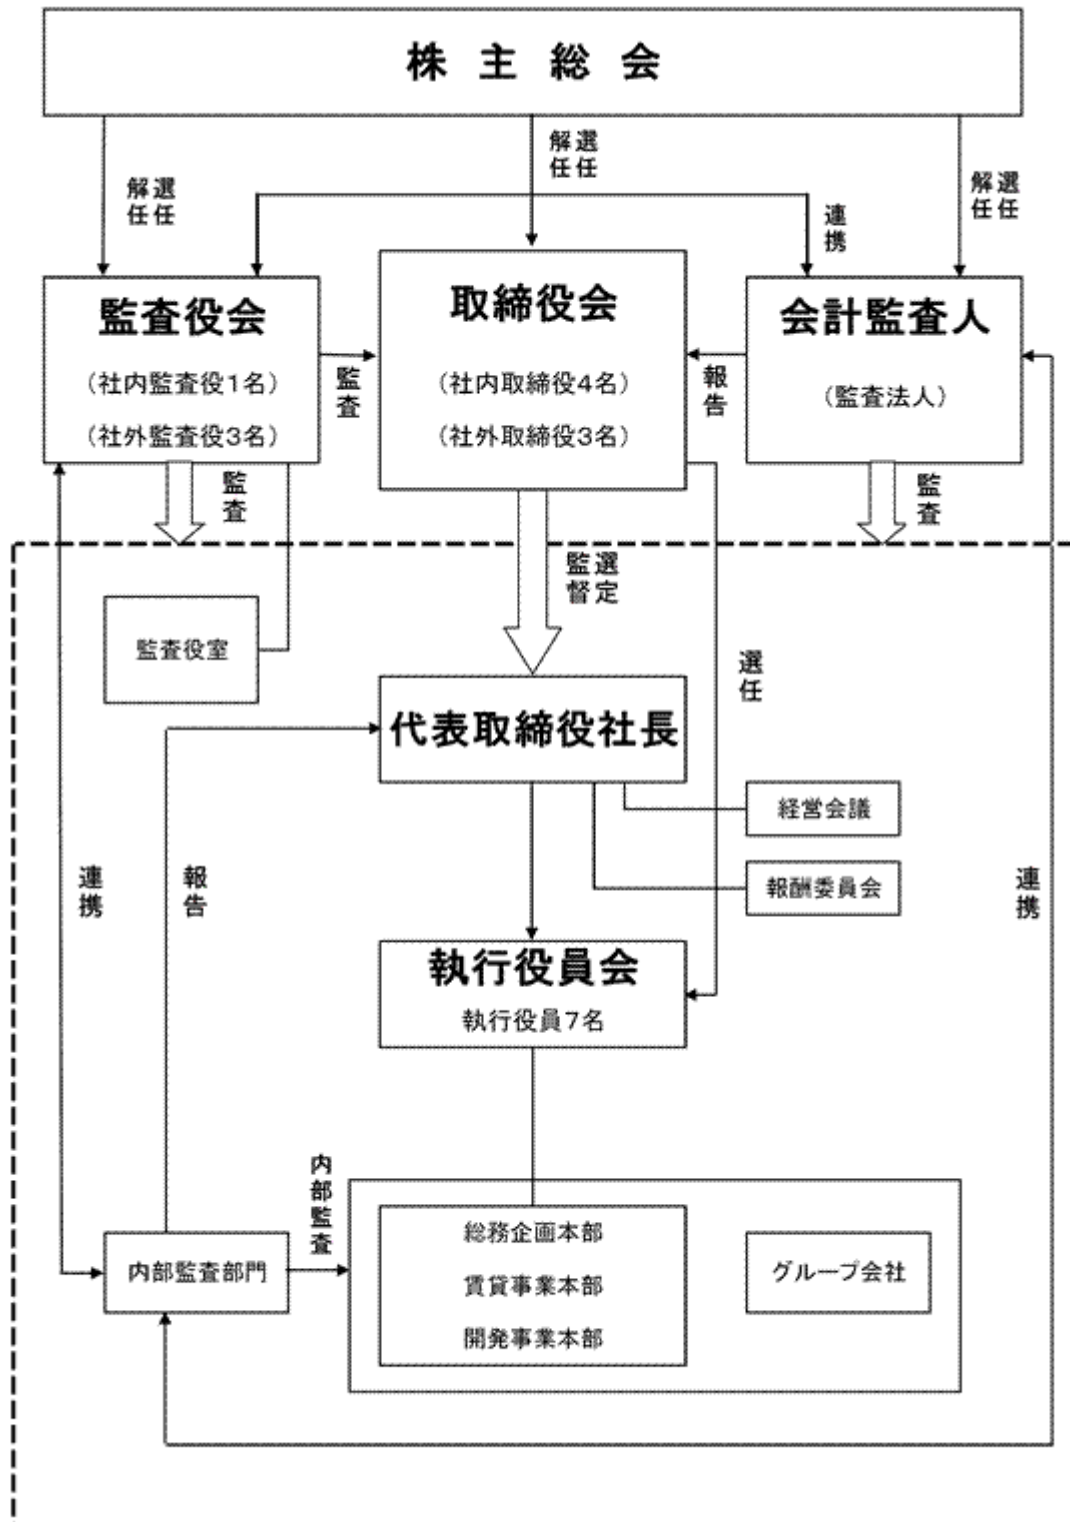 株主総会
選任
解任
選任
解任
選任
解任
連携
監査役会
(社内監査役1名)
(社外監査役3名)
監査
取締役会
(社内取締役4名)
(社外取締役3名)
報告
会計監査人
(監査法人)
監査
監査
選定
監督
監査役室
選任
代表取締役社長
経営会議
報酬委員会
連携
報告
連携
執行役員会
執行役員7名
内部監査
内部監査部門
総務企画本部
賃貸事業本部
開発事業本部
グループ会社